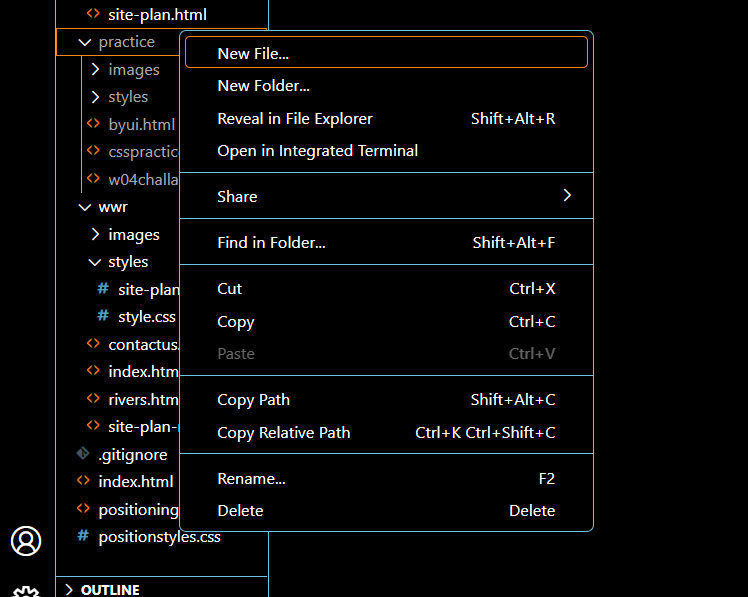 site-plan.html
practice
New File...
images
New Folder...
styles
Reveal in File Explorer Shift+Alt+R
byui.html
Open in Integrated Terminal
csspractic
w04challa
Share
wwr
images
Find in Folder... Shift+Alt+F
styles
site-plan
Cut Ctrl+X
style.css
Copy Ctrl+C
contactus.
Paste Ctrl+V
index.htm
rivers.htm
Copy Path Shift+Alt+C
site-plan-
Copy Relative Path Ctrl+K Ctrl+Shift+C
.gitignore
index.html
Rename... F2
positioning
Delete Delete
positionstyles.css
OUTLINE